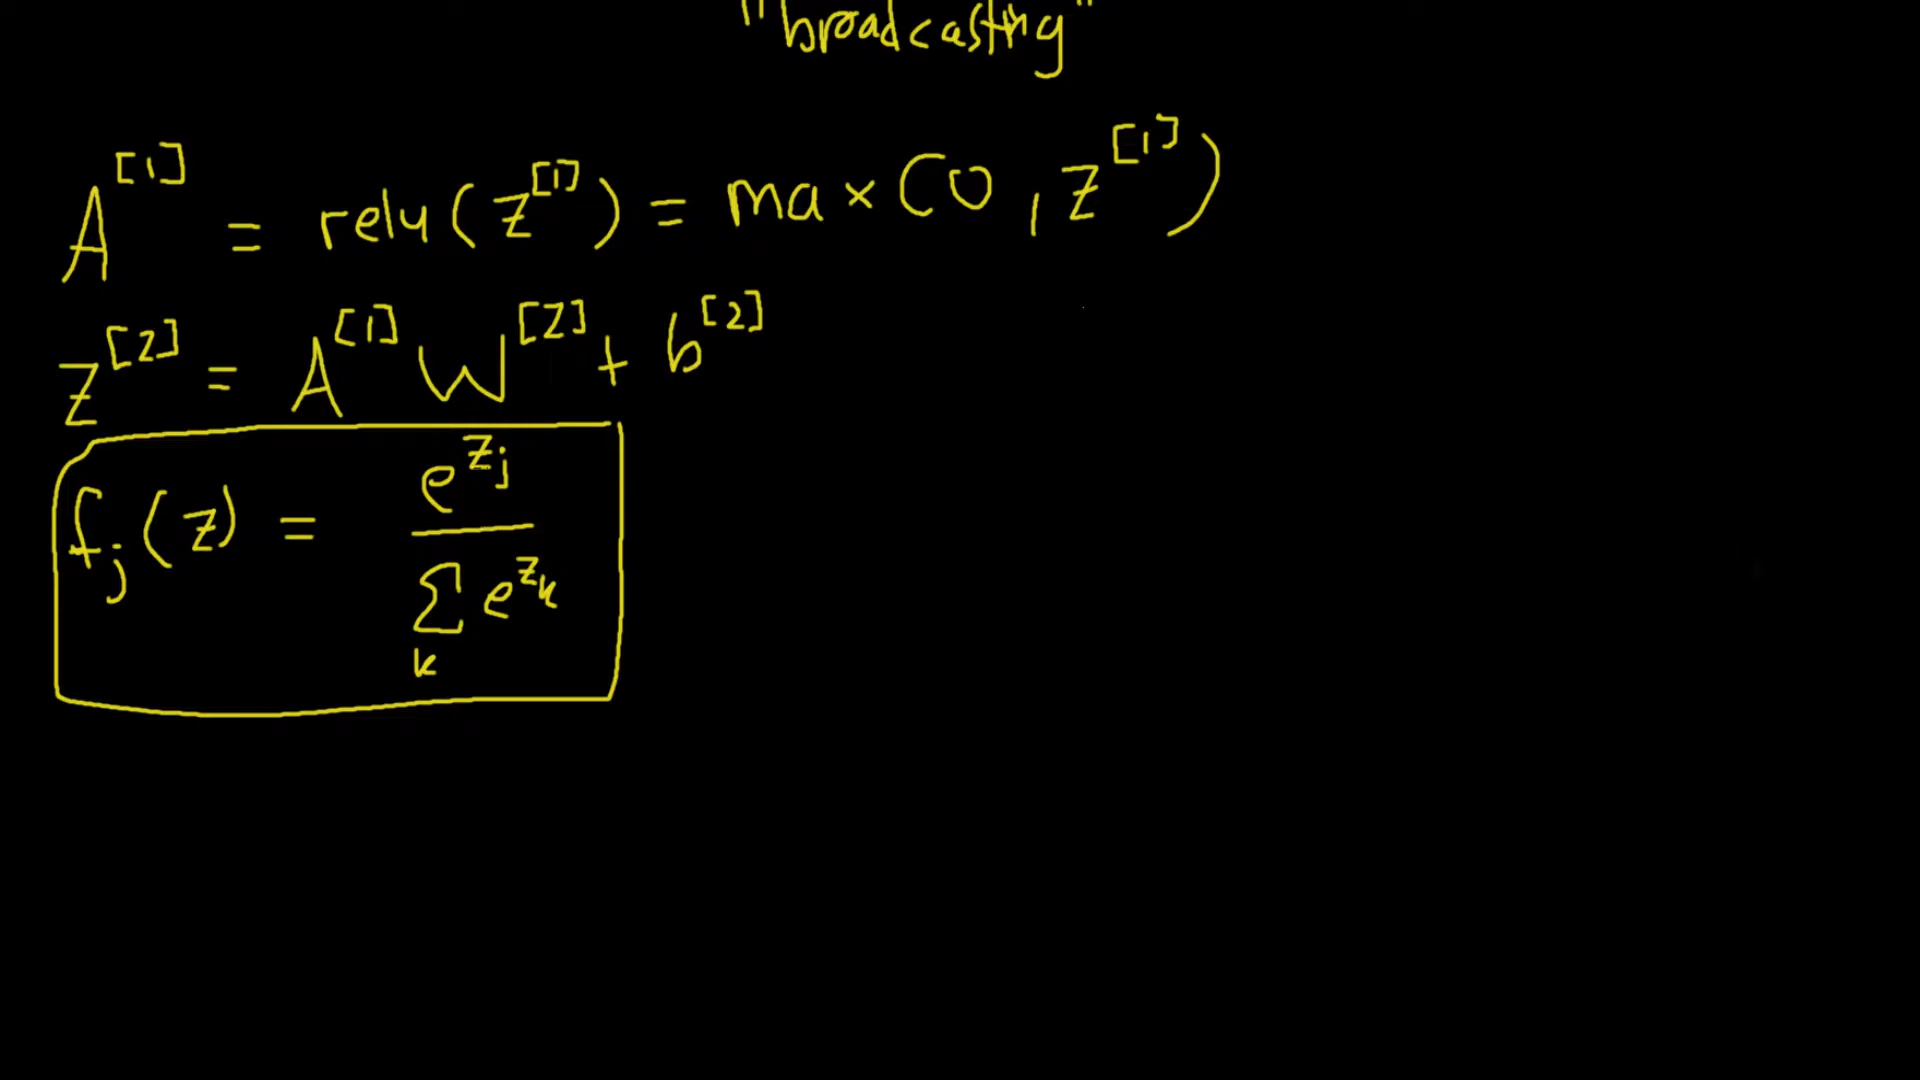 "broadcasting"
A^[1] = relu(z^[1]) = max(0, z^[1])
z^[2] = A^[1] W^[2] + b^[2]
f_j(z) = e^{z_j} / Σ_k e^{z_k}